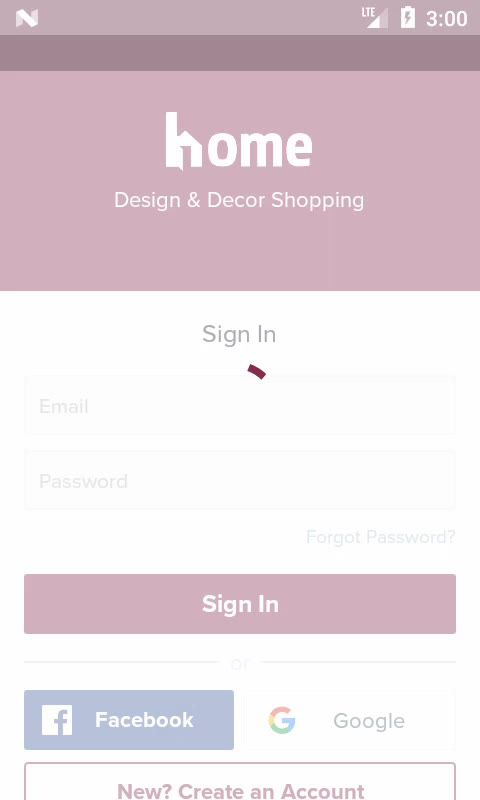 LTE 3:00
home
Design & Decor Shopping
Sign In
Email
Password
Forgot Password?
Sign In
or
Facebook
Google
New? Create an Account